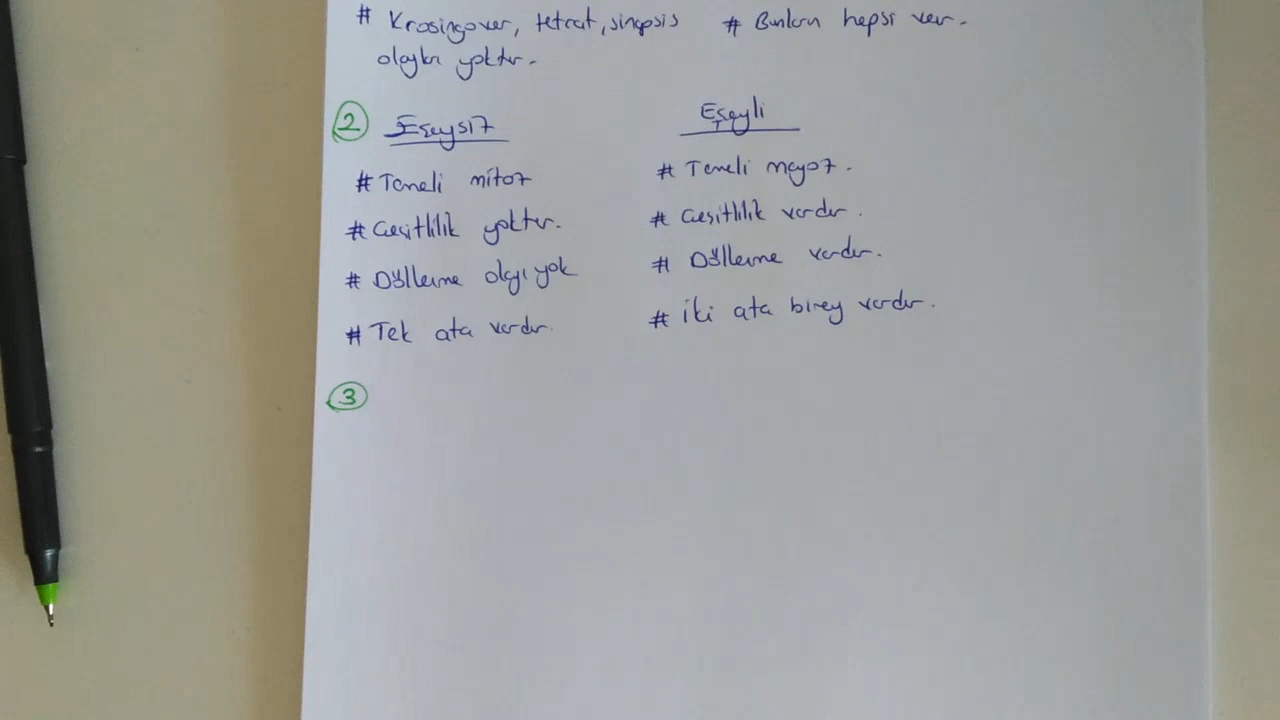 # Krosingover, tetrat, sinapsis # Bunların hepsi var.
olayları yoktur.
2 Eşeysiz Eşeyli
# Temeli mitoz # Temeli mayoz.
# Çeşitlilik yoktur. # Çeşitlilik vardır.
# Döllenme olayı yok # Döllenme vardır.
# Tek ata vardır. # İki ata birey vardır.
3